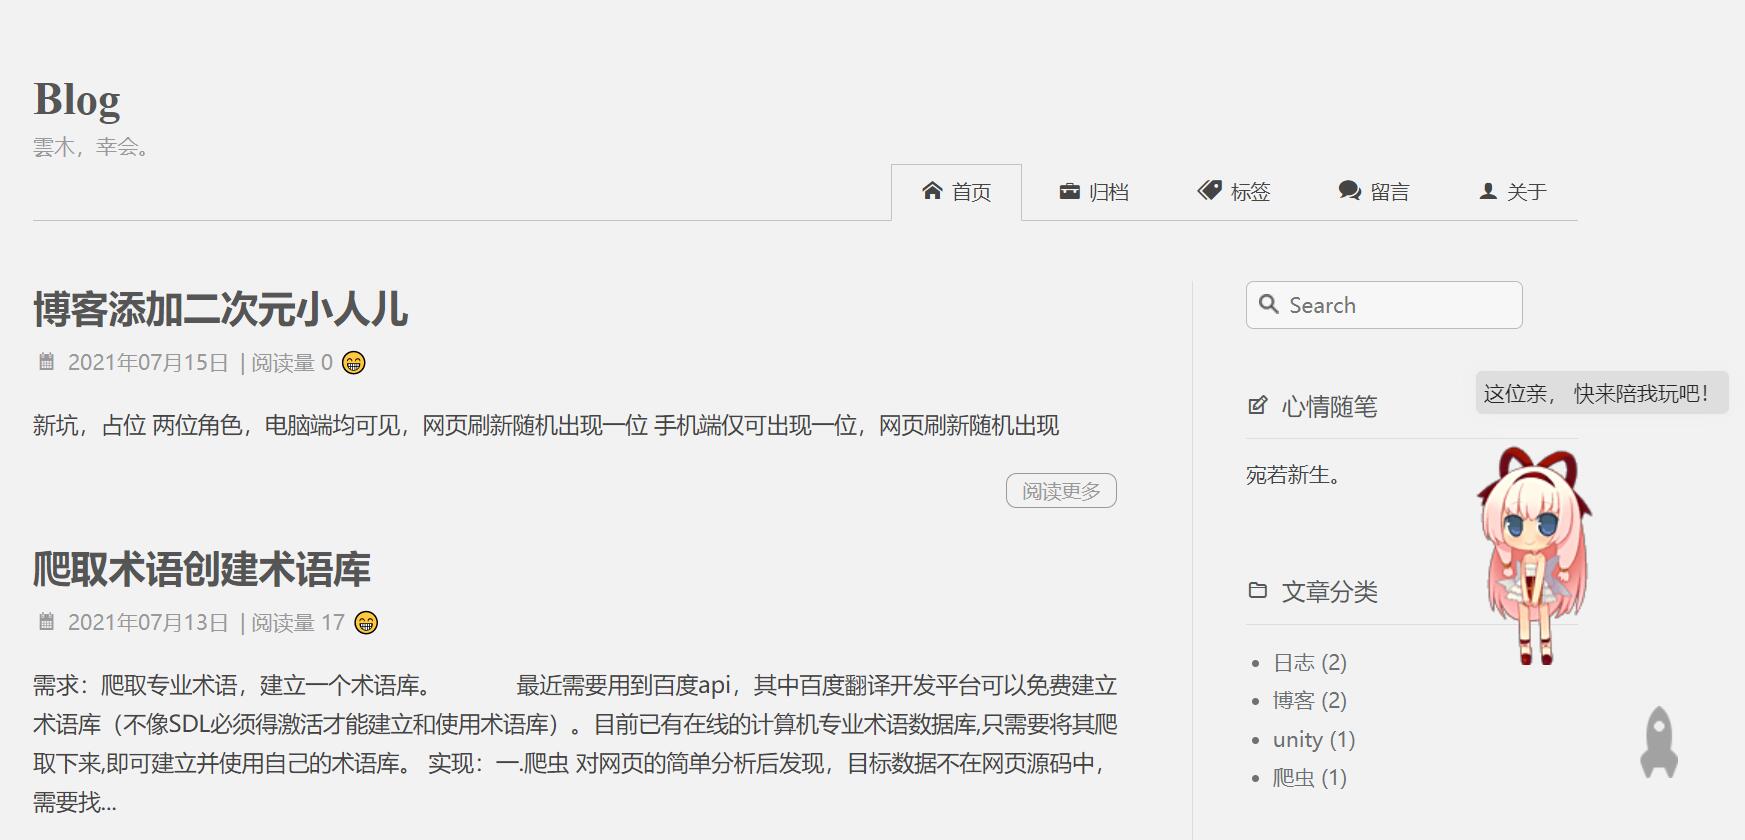 Blog
雲木，幸会。
首页 归档 标签 留言 关于
博客添加二次元小人儿
2021年07月15日 | 阅读量 0
新坑，占位 两位角色，电脑端均可见，网页刷新随机出现一位 手机端仅可出现一位，网页刷新随机出现
阅读更多
爬取术语创建术语库
2021年07月13日 | 阅读量 17
需求：爬取专业术语，建立一个术语库。 最近需要用到百度api，其中百度翻译开发平台可以免费建立
术语库（不像SDL必须得激活才能建立和使用术语库）。目前已有在线的计算机专业术语数据库,只需要将其爬
取下来,即可建立并使用自己的术语库。 实现：一.爬虫 对网页的简单分析后发现，目标数据不在网页源码中，
需要找...
Search
心情随笔
这位亲， 快来陪我玩吧！
宛若新生。
文章分类
日志 (2)
博客 (2)
unity (1)
爬虫 (1)